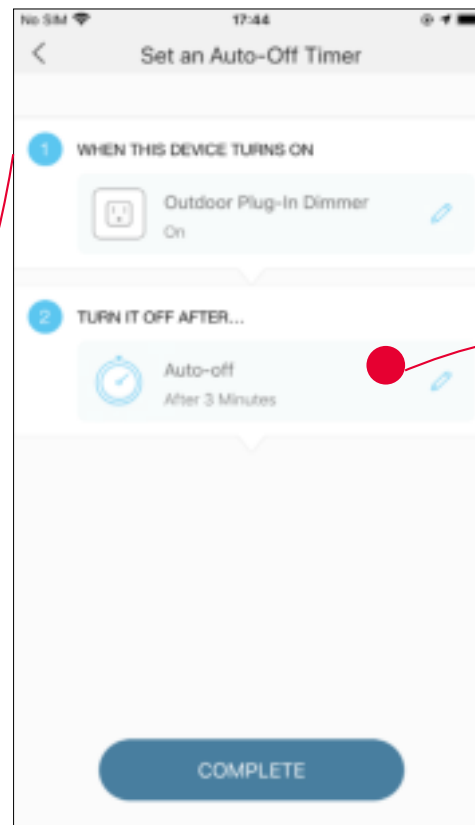 No SIM 17:44
Set an Auto-Off Timer
1 WHEN THIS DEVICE TURNS ON
Outdoor Plug-In Dimmer
On
2 TURN IT OFF AFTER...
Auto-off
After 3 Minutes
COMPLETE